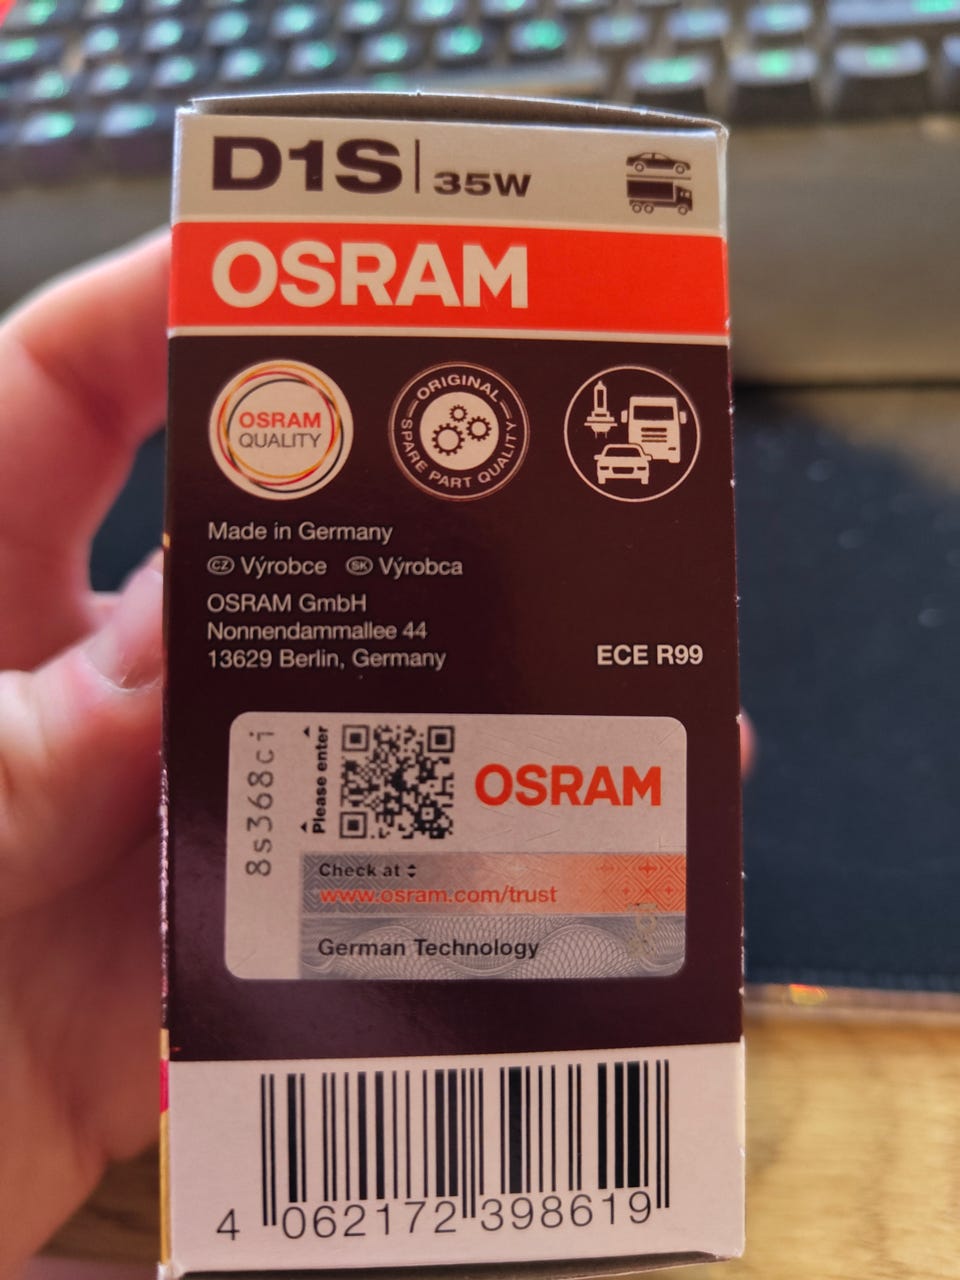 D1S | 35W
OSRAM
OSRAM
QUALITY
ORIGINAL
SPARE PART QUALITY
Made in Germany
CZ Výrobce SK Výrobca
OSRAM GmbH
Nonnendammallee 44
13629 Berlin, Germany
ECE R99
8s368ci
Please enter
OSRAM
Check at
www.osram.com/trust
German Technology
4 062172 398619